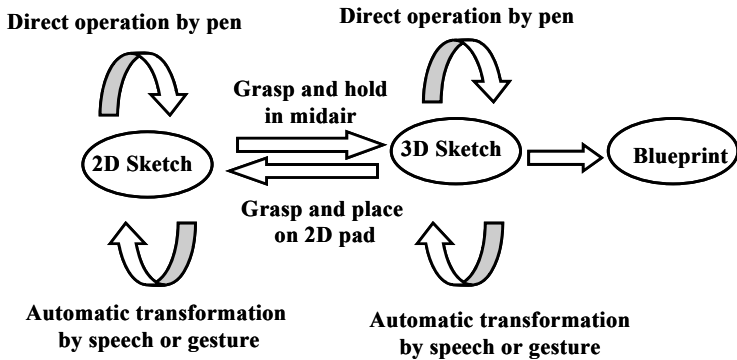 Direct operation by pen
Direct operation by pen
Grasp and hold
in midair
2D Sketch
3D Sketch
Blueprint
Grasp and place
on 2D pad
Automatic transformation
by speech or gesture
Automatic transformation
by speech or gesture